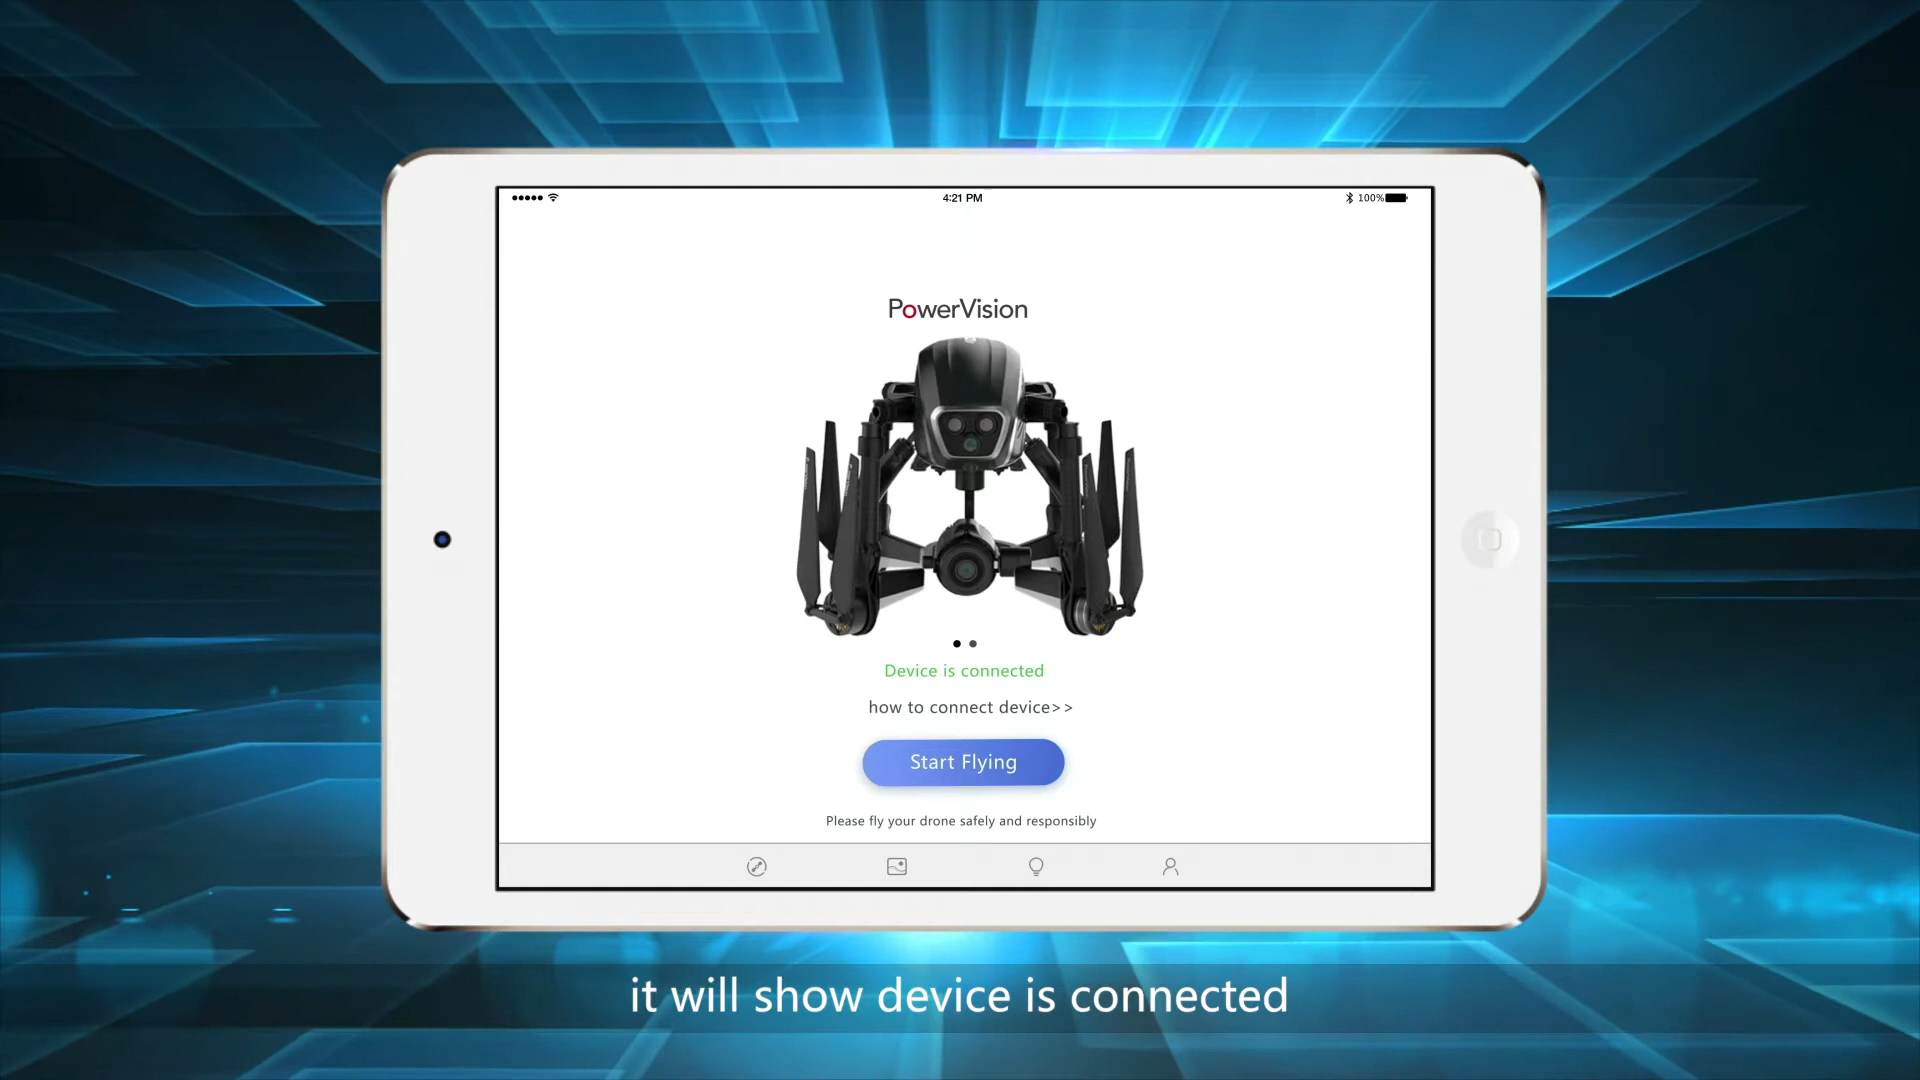 4:21 PM
100%
PowerVision
Device is connected
how to connect device>>
Start Flying
Please fly your drone safely and responsibly
it will show device is connected